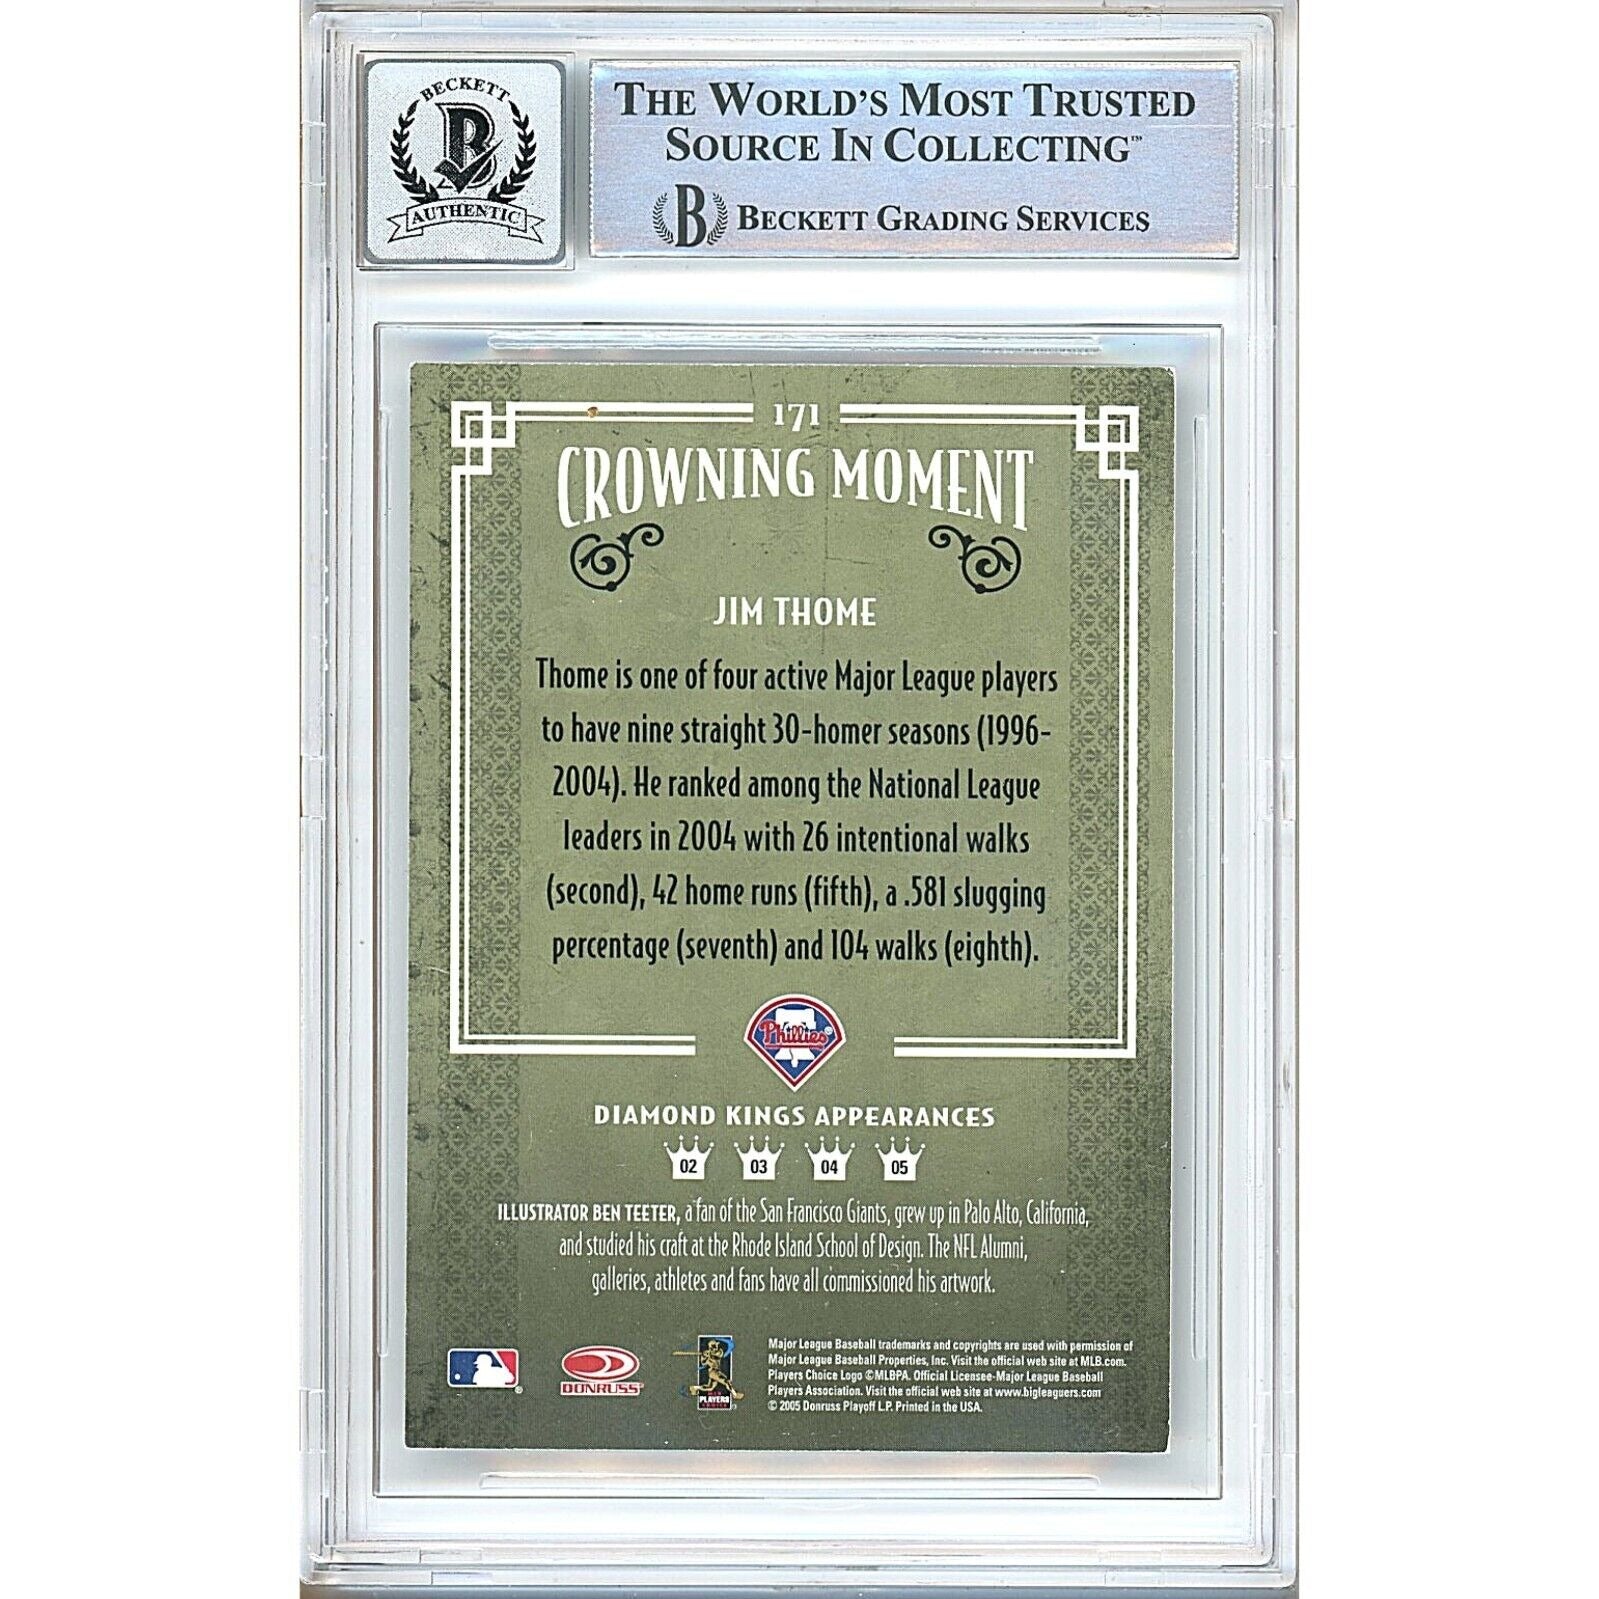 BECKETT
B
AUTHENTIC
THE WORLD'S MOST TRUSTED
SOURCE IN COLLECTING™
B BECKETT GRADING SERVICES
171
CROWNING MOMENT
JIM THOME
Thome is one of four active Major League players
to have nine straight 30-homer seasons (1996-
2004). He ranked among the National League
leaders in 2004 with 26 intentional walks
(second), 42 home runs (fifth), a .581 slugging
percentage (seventh) and 104 walks (eighth).
Phillies®
DIAMOND KINGS APPEARANCES
02 03 04 05
ILLUSTRATOR BEN TEETER, a fan of the San Francisco Giants, grew up in Palo Alto, California,
and studied his craft at the Rhode Island School of Design. The NFL Alumni,
galleries, athletes and fans have all commissioned his artwork.
DONRUSS
PLAYERS
CHOICE
Major League Baseball trademarks and copyrights are used with permission of
Major League Baseball Properties, Inc. Visit the official web site at MLB.com.
Players Choice Logo ©MLBPA. Official Licensee-Major League Baseball
Players Association. Visit the official web site at www.bigleaguers.com
© 2005 Donruss Playoff L.P. Printed in the USA.